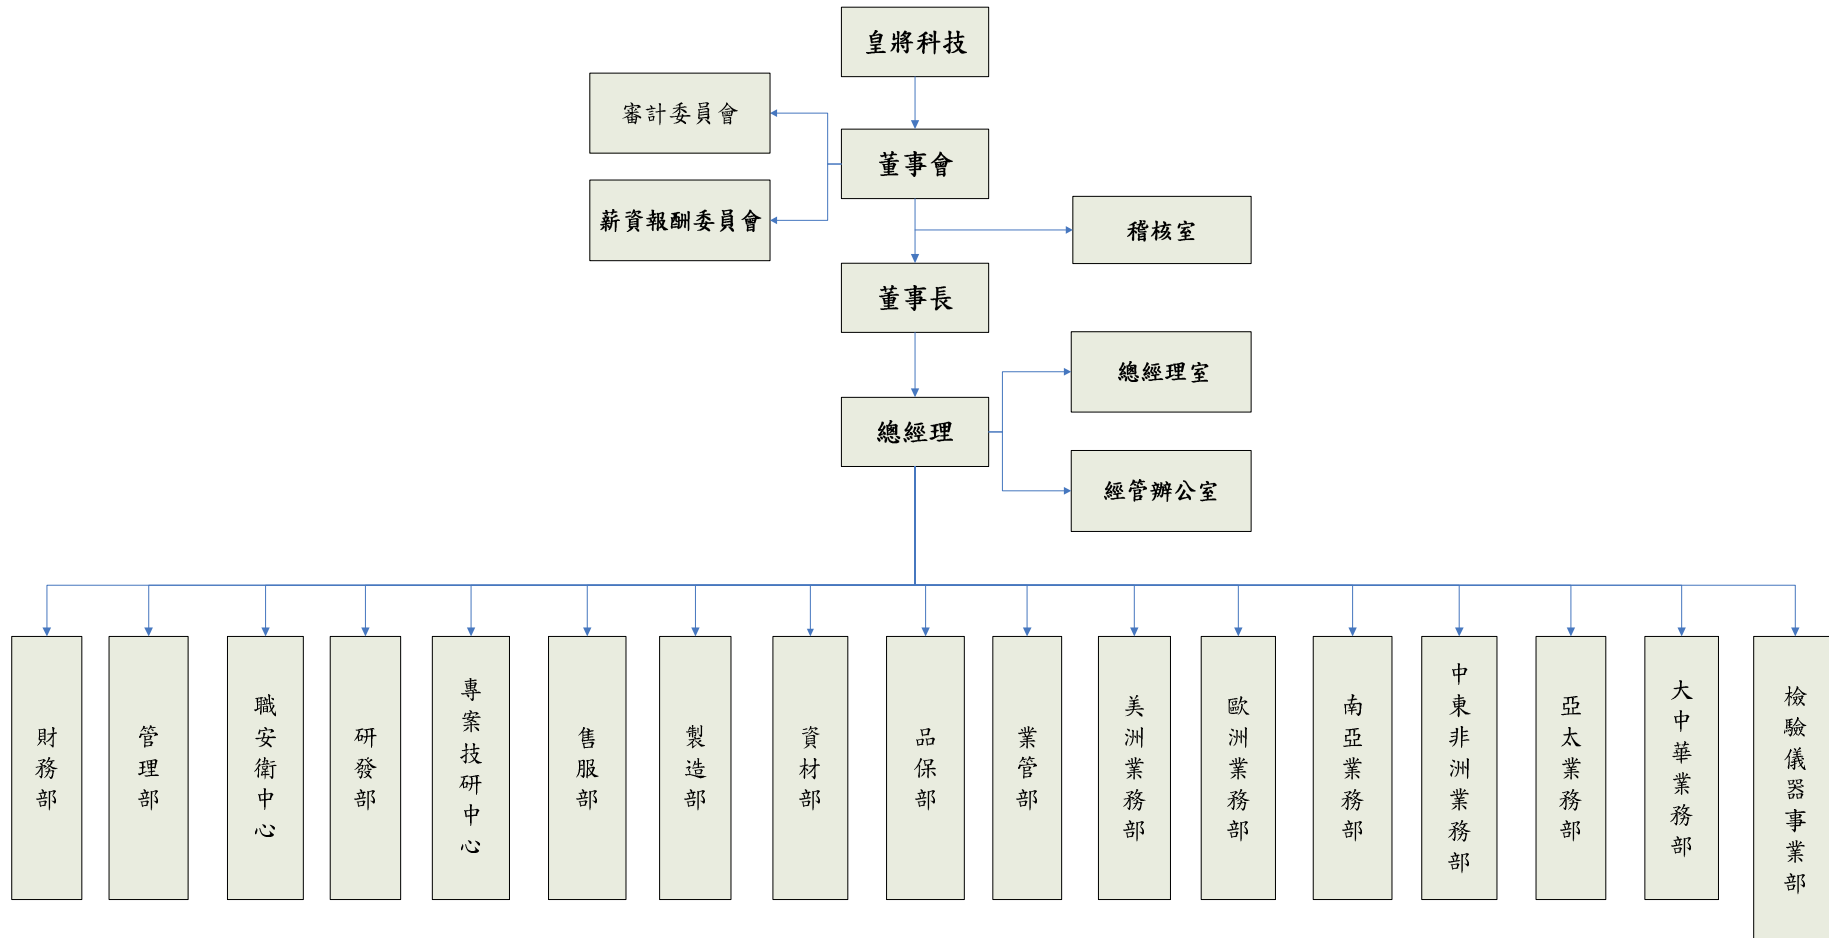 皇將科技
審計委員會
董事會
薪資報酬委員會
稽核室
董事長
總經理室
總經理
經管辦公室
財務部
管理部
職安衛中心
研發部
專案技研中心
售服部
製造部
資材部
品保部
業管部
美洲業務部
歐洲業務部
南亞業務部
中東非洲業務部
亞太業務部
大中華業務部
檢驗儀器事業部